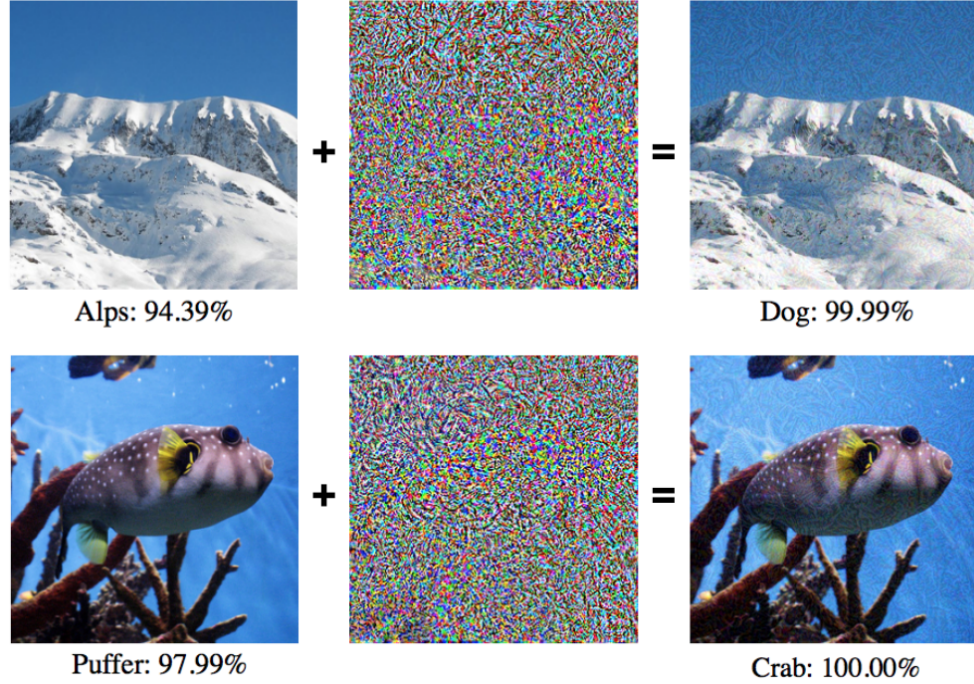 +
=
Alps: 94.39%
Dog: 99.99%
+
=
Puffer: 97.99%
Crab: 100.00%